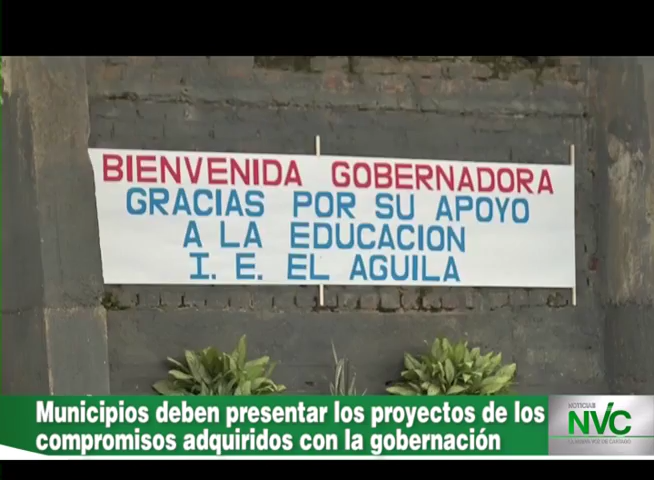 BIENVENIDA GOBERNADORA
GRACIAS POR SU APOYO
A LA EDUCACION
I. E. EL AGUILA
Municipios deben presentar los proyectos de los
compromisos adquiridos con la gobernación
NOTICIAS
NVC